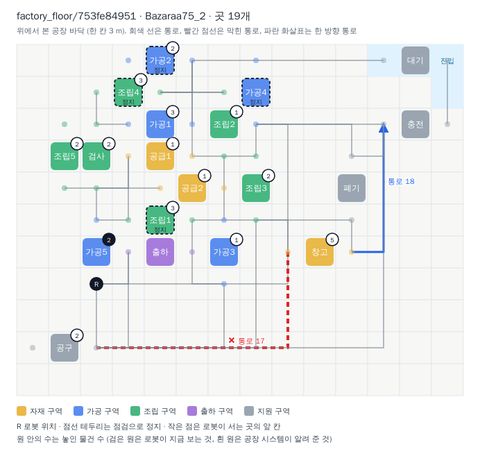 factory_floor/753fe84951 · Bazaraa75_2 · 곳 19개
위에서 본 공장 바닥 (한 칸 3 m). 회색 선은 통로, 빨간 점선은 막힌 통로, 파란 화살표는 한 방향 통로
가공2 2 정지
대기
진입
조립4 3 정지
가공4 정지
가공1 3
조립2 1
충전
조립5 2
검사 2
공급1 1
공급2 1
조립3 2
폐기
통로 18
조립1 3 정지
가공5 2
출하
가공3 1
창고 5
R
✕ 통로 17
공구 2
자재 구역
가공 구역
조립 구역
출하 구역
지원 구역
R 로봇 위치 · 점선 테두리는 점검으로 정지 · 작은 점은 로봇이 서는 곳의 앞 칸
원 안의 수는 놓인 물건 수 (검은 원은 로봇이 지금 보는 것, 흰 원은 공장 시스템이 알려 준 것)